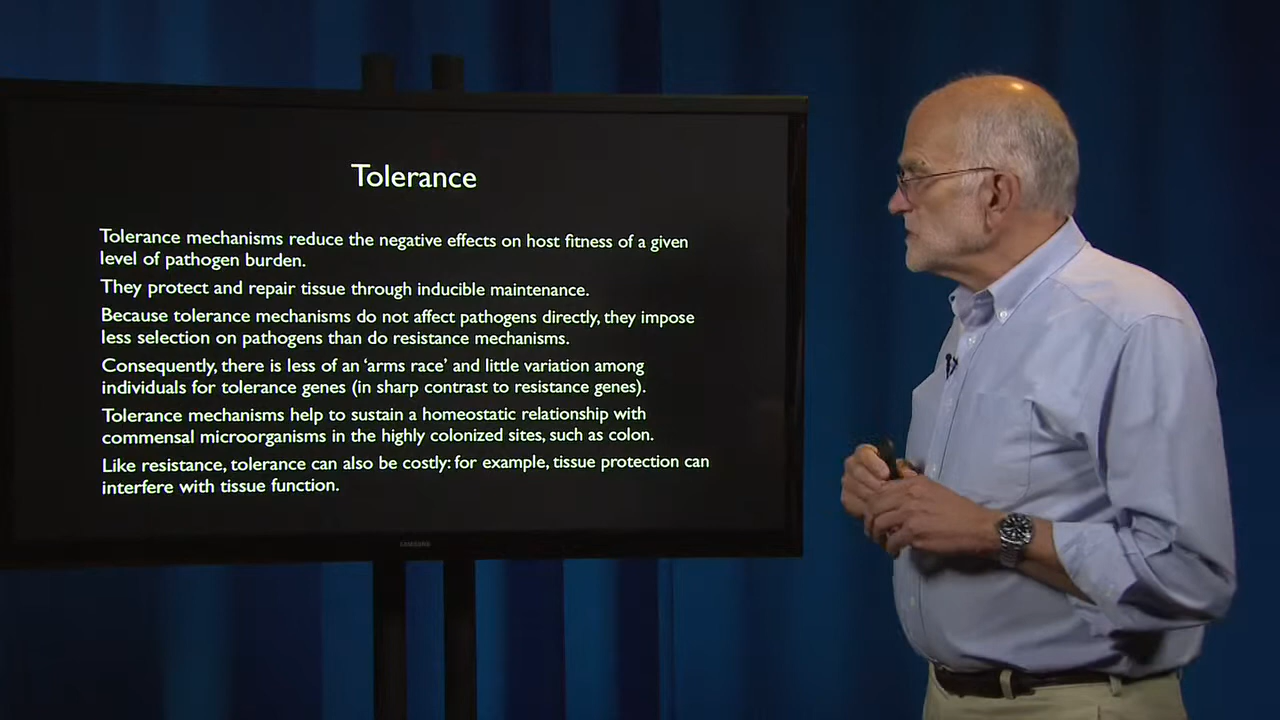 Tolerance
Tolerance mechanisms reduce the negative effects on host fitness of a given
level of pathogen burden.
They protect and repair tissue through inducible maintenance.
Because tolerance mechanisms do not affect pathogens directly, they impose
less selection on pathogens than do resistance mechanisms.
Consequently, there is less of an ‘arms race’ and little variation among
individuals for tolerance genes (in sharp contrast to resistance genes).
Tolerance mechanisms help to sustain a homeostatic relationship with
commensal microorganisms in the highly colonized sites, such as colon.
Like resistance, tolerance can also be costly: for example, tissue protection can
interfere with tissue function.
SAMSUNG